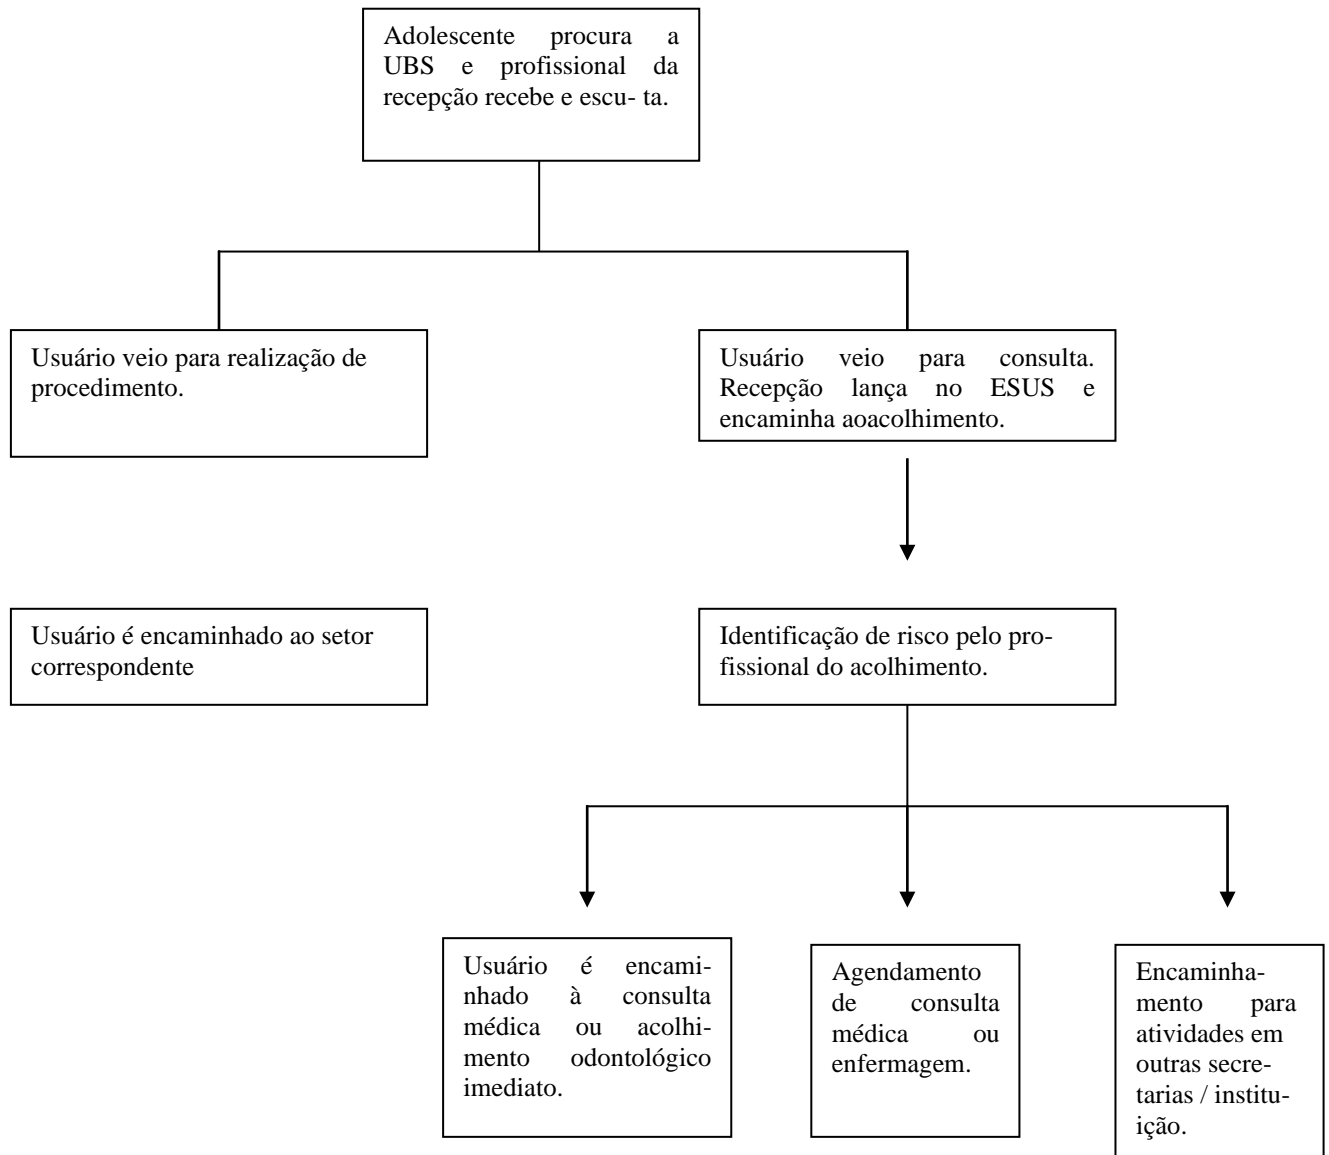 Adolescente procura a
UBS e profissional da
recepção recebe e escu- ta.
Usuário veio para realização de
procedimento.
Usuário veio para consulta.
Recepção lança no ESUS e
encaminha aoacolhimento.
Usuário é encaminhado ao setor
correspondente
Identificação de risco pelo pro-
fissional do acolhimento.
Usuário é encami-
nhado à consulta
médica ou acolhi-
mento odontológico
imediato.
Agendamento
de consulta
médica ou
enfermagem.
Encaminha-
mento para
atividades em
outras secre-
tarias / institu-
ição.